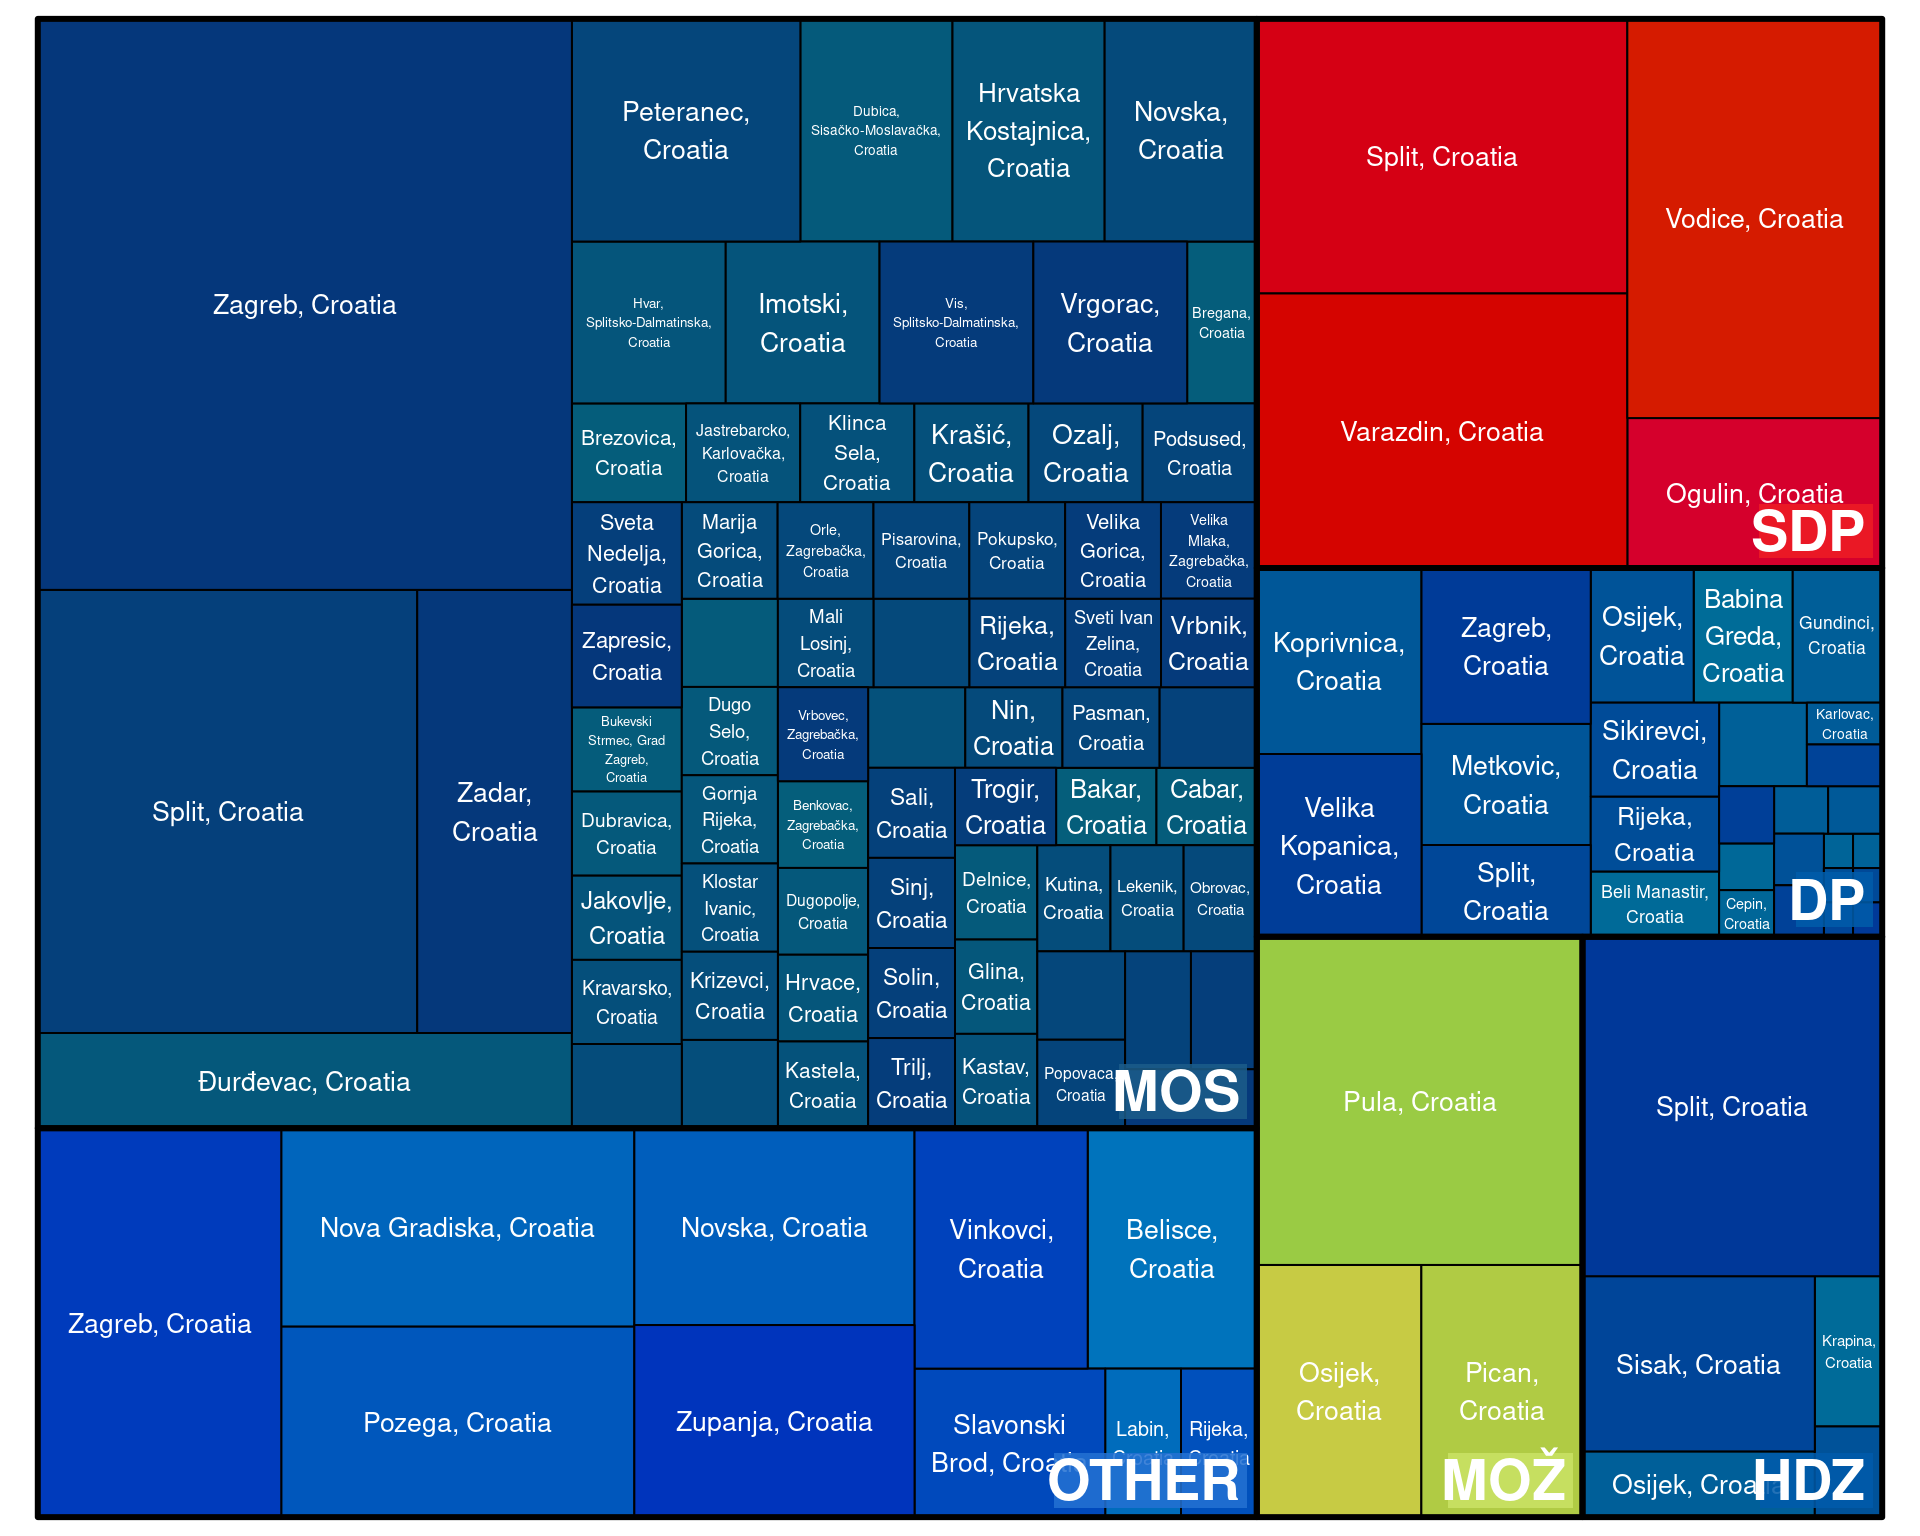 Zagreb, Croatia
Split, Croatia
Zadar,
Croatia
Đurđevac, Croatia
Peteranec,
Croatia
Dubica,
Sisačko-Moslavačka,
Croatia
Hrvatska
Kostajnica,
Croatia
Novska,
Croatia
Hvar,
Splitsko-Dalmatinska,
Croatia
Imotski,
Croatia
Vis,
Splitsko-Dalmatinska,
Croatia
Vrgorac,
Croatia
Bregana,
Croatia
Brezovica,
Croatia
Jastrebarcko,
Karlovačka,
Croatia
Klinca
Sela,
Croatia
Krašić,
Croatia
Ozalj,
Croatia
Podsused,
Croatia
Sveta
Nedelja,
Croatia
Zapresic,
Croatia
Bukevski
Strmec, Grad
Zagreb,
Croatia
Dubravica,
Croatia
Jakovlje,
Croatia
Kravarsko,
Croatia
Marija
Gorica,
Croatia
Orle,
Zagrebačka,
Croatia
Pisarovina,
Croatia
Pokupsko,
Croatia
Velika
Gorica,
Croatia
Velika
Mlaka,
Zagrebačka,
Croatia
Mali
Losinj,
Croatia
Rijeka,
Croatia
Sveti Ivan
Zelina,
Croatia
Vrbnik,
Croatia
Dugo
Selo,
Croatia
Gornja
Rijeka,
Croatia
Klostar
Ivanic,
Croatia
Krizevci,
Croatia
Vrbovec,
Zagrebačka,
Croatia
Benkovac,
Zagrebačka,
Croatia
Dugopolje,
Croatia
Hrvace,
Croatia
Kastela,
Croatia
Nin,
Croatia
Pasman,
Croatia
Sali,
Croatia
Sinj,
Croatia
Solin,
Croatia
Trilj,
Croatia
Trogir,
Croatia
Bakar,
Croatia
Cabar,
Croatia
Delnice,
Croatia
Glina,
Croatia
Kastav,
Croatia
Kutina,
Croatia
Lekenik,
Croatia
Obrovac,
Croatia
Popovaca,
Croatia
MOS
Zagreb, Croatia
Nova Gradiska, Croatia
Pozega, Croatia
Novska, Croatia
Zupanja, Croatia
Vinkovci,
Croatia
Belisce,
Croatia
Slavonski
Brod, Croatia
Labin,
Croatia
Rijeka,
Croatia
OTHER
Split, Croatia
Varazdin, Croatia
Vodice, Croatia
Ogulin, Croatia
SDP
Koprivnica,
Croatia
Velika
Kopanica,
Croatia
Zagreb,
Croatia
Metkovic,
Croatia
Split,
Croatia
Osijek,
Croatia
Babina
Greda,
Croatia
Gundinci,
Croatia
Sikirevci,
Croatia
Rijeka,
Croatia
Beli Manastir,
Croatia
Karlovac,
Croatia
Cepin,
Croatia
DP
Pula, Croatia
Osijek,
Croatia
Pican,
Croatia
MOŽ
Split, Croatia
Sisak, Croatia
Krapina,
Croatia
Osijek, Croatia
HDZ